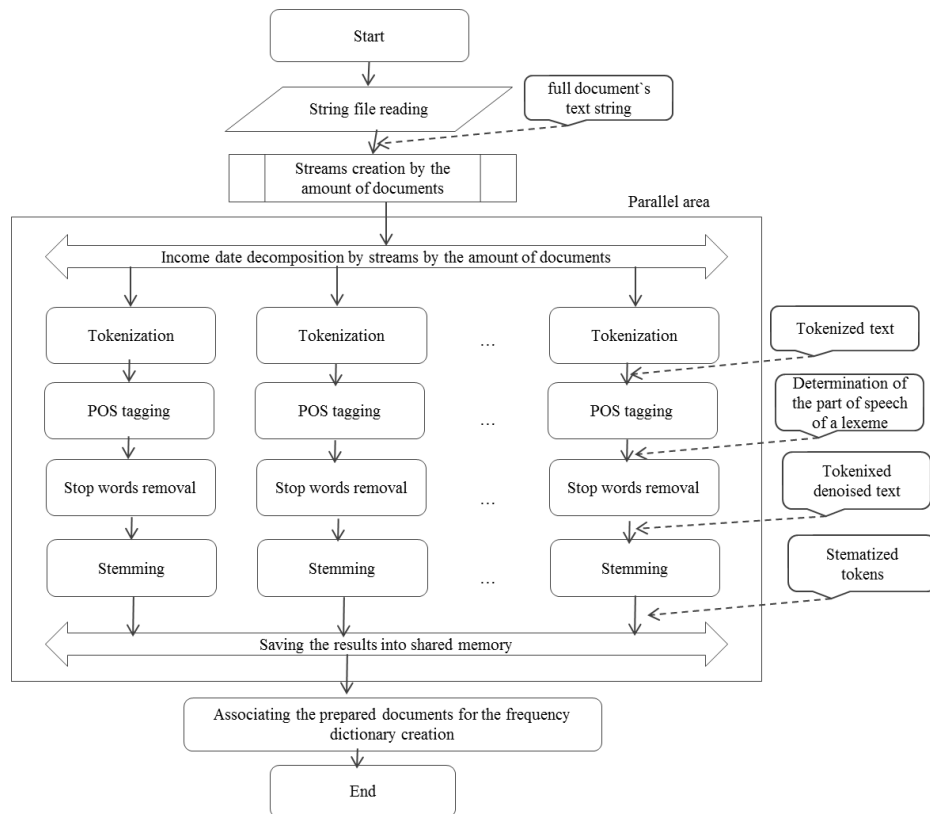 Start
String file reading
full document`s
text string
Streams creation by the
amount of documents
Parallel area
Income date decomposition by streams by the amount of documents
Tokenization
Tokenization
...
Tokenization
Tokenized text
POS tagging
POS tagging
...
POS tagging
Determination of
the part of speech
of a lexeme
Stop words removal
Stop words removal
...
Stop words removal
Tokenixed
denoised text
Stemming
Stemming
...
Stemming
Stematized
tokens
Saving the results into shared memory
Associating the prepared documents for the frequency
dictionary creation
End